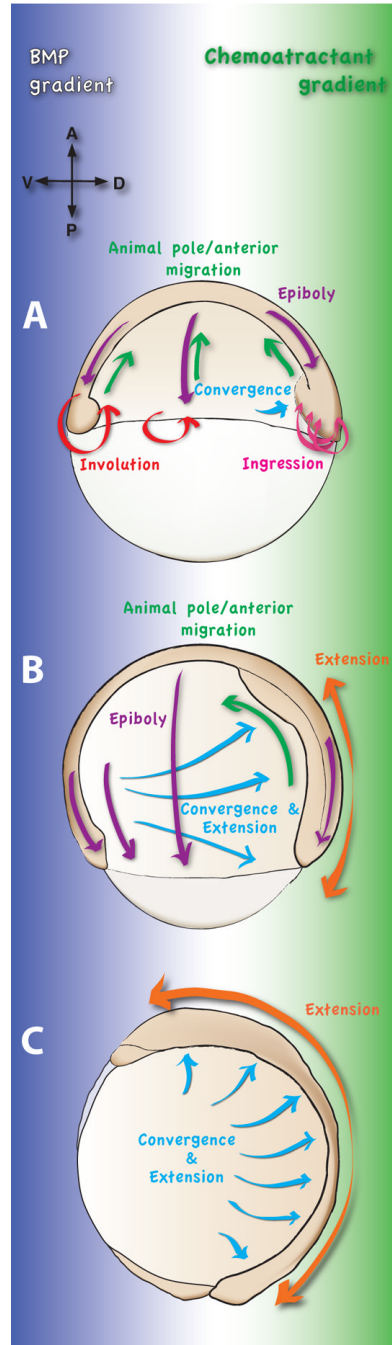 BMP
gradient
Chemoatractant
gradient
A
V
D
P
Animal pole/anterior
migration
A
Epiboly
Convergence
Involution
Ingression
Animal pole/anterior
migration
B
Extension
Epiboly
Convergence &
Extension
C
Extension
Convergence
&
Extension